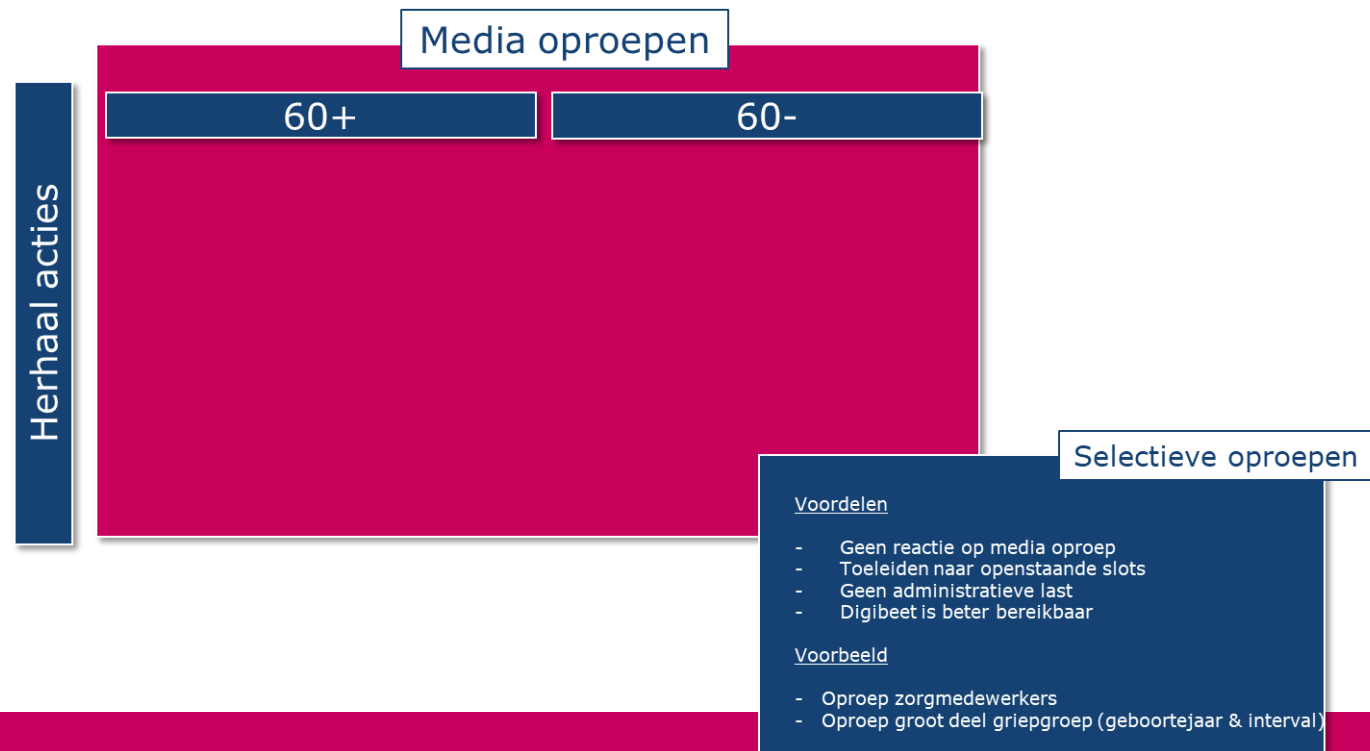 Media oproepen
60+
60-
Herhaal acties
Selectieve oproepen
Voordelen
- Geen reactie op media oproep
- Toeleiden naar openstaande slots
- Geen administratieve last
- Digibeet is beter bereikbaar
Voorbeeld
- Oproep zorgmedewerkers
- Oproep groot deel griepgroep (geboortejaar & interval)